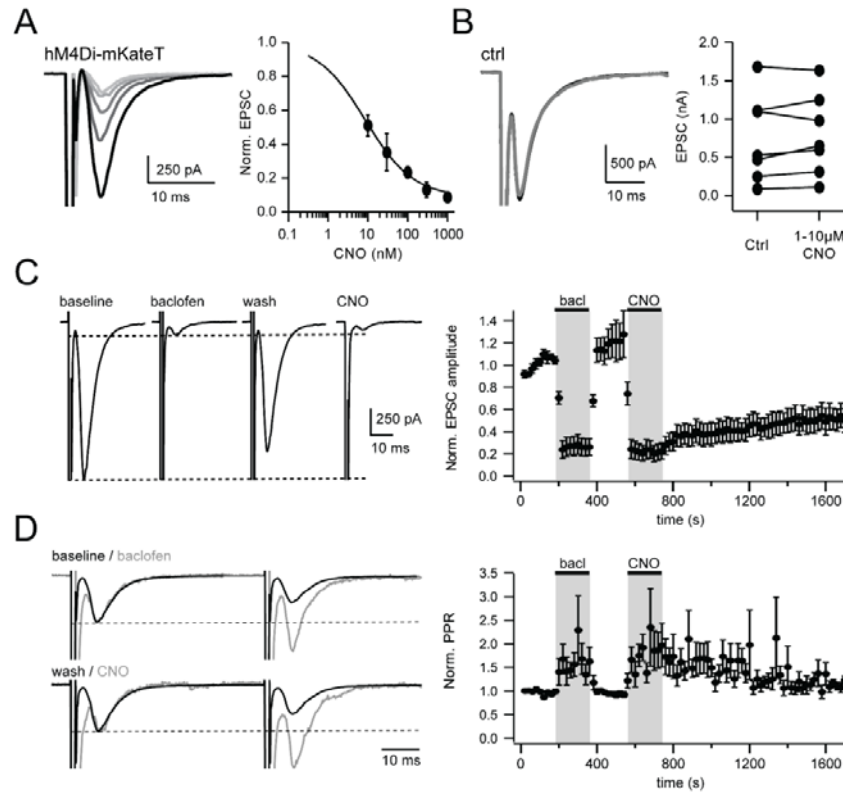 A
hM4Di-mKateT
250 pA
10 ms
Norm. EPSC
1.0
0.8
0.6
0.4
0.2
0.0
0.1 1 10 100 1000
CNO (nM)
B
ctrl
500 pA
10 ms
EPSC (nA)
2.0
1.5
1.0
0.5
0.0
Ctrl
1-10µM
CNO
C
baseline baclofen wash CNO
250 pA
10 ms
Norm. EPSC amplitude
bacl CNO
1.4
1.2
1.0
0.8
0.6
0.4
0.2
0.0
0 400 800 1200 1600
time (s)
D
baseline / baclofen
wash / CNO
10 ms
Norm. PPR
bacl CNO
3.5
3.0
2.5
2.0
1.5
1.0
0.5
0.0
0 400 800 1200 1600
time (s)